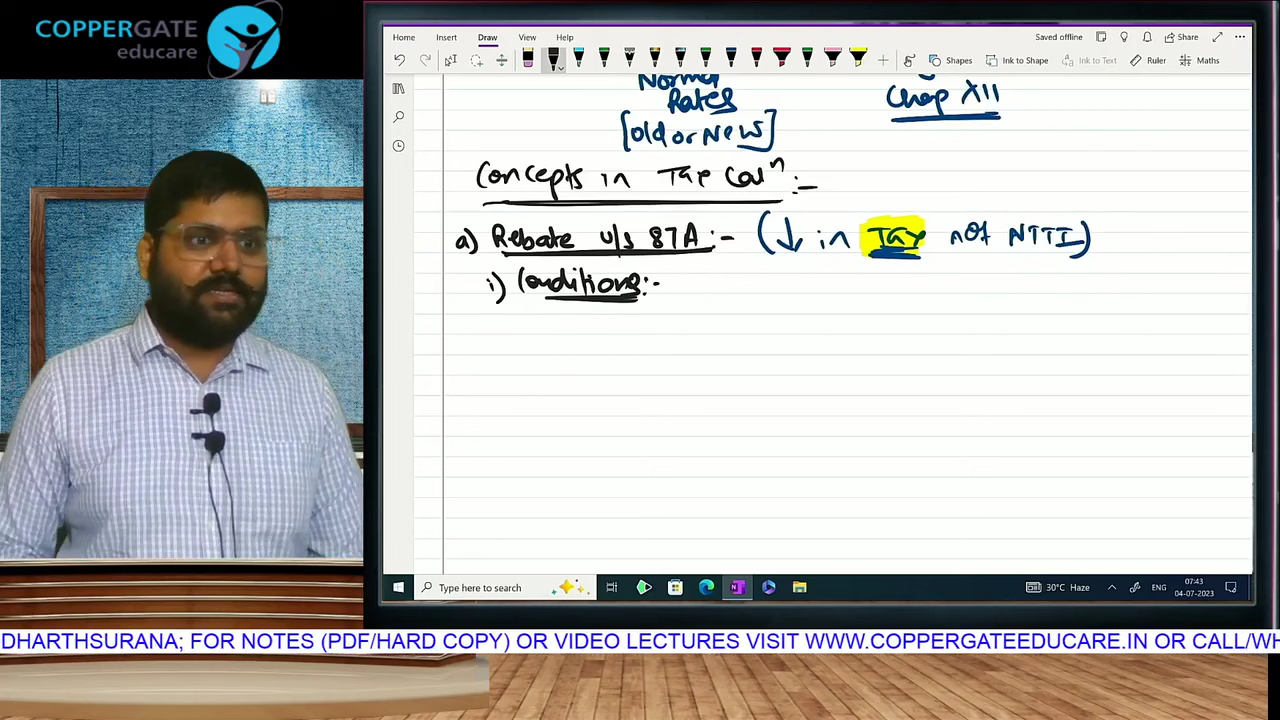 COPPERGATE
educare
Home Insert Draw View Help
Saved offline
Share
Shapes
Ink to Shape
Ink to Text
Ruler
Maths
Normal
Rates
[Old or New]
Chap XII
Concepts in Tax Calⁿ :-
a) Rebate u/s 87A :- (↓ in Tax not NTTI)
i) Conditions:-
Type here to search
30°C Haze
ENG
07:43
04-07-2023
DHARTHSURANA; FOR NOTES (PDF/HARD COPY) OR VIDEO LECTURES VISIT WWW.COPPERGATEEDUCARE.IN OR CALL/WH